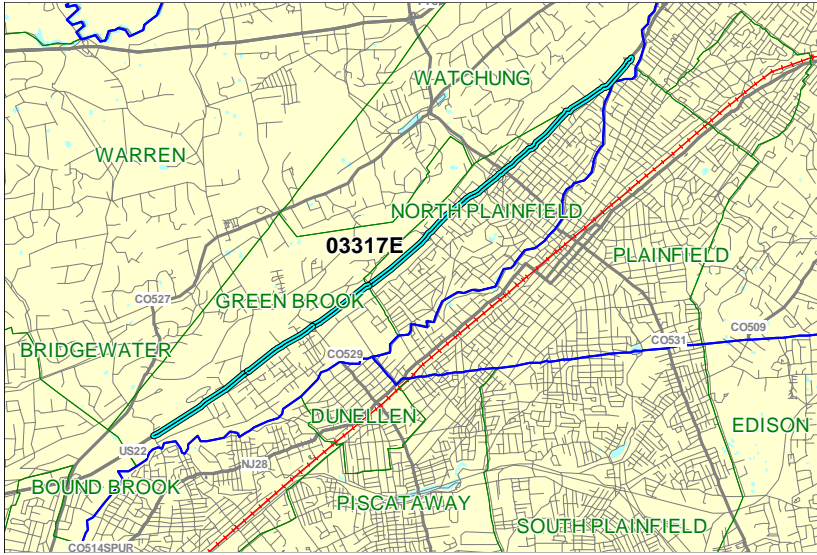 WATCHUNG
WARREN
NORTH PLAINFIELD
03317E
PLAINFIELD
CO527
GREEN BROOK
CO509
CO531
BRIDGEWATER
CO529
DUNELLEN
EDISON
US22
NJ28
BOUND BROOK
PISCATAWAY
SOUTH PLAINFIELD
CO514SPUR